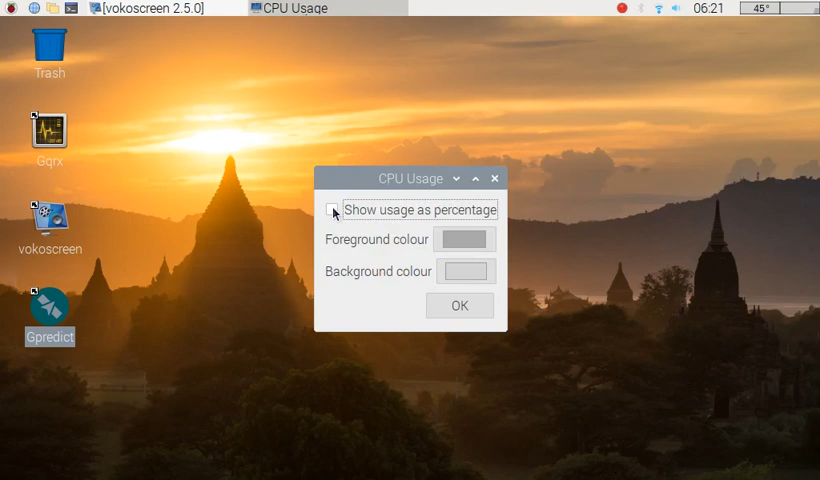 [vokoscreen 2.5.0] CPU Usage 06:21 45°
Trash
Gqrx
vokoscreen
Gpredict
CPU Usage
Show usage as percentage
Foreground colour
Background colour
OK